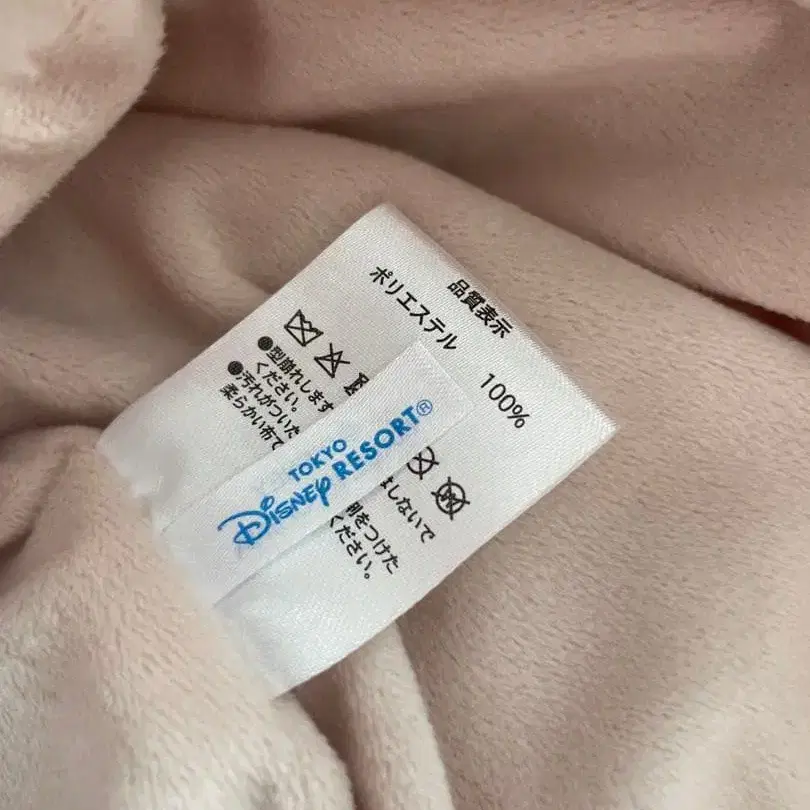 品質表示
ポリエステル 100%
●型崩れします
はしないで
ください。
●汚れがついた
剤をつけた
柔らかい布で
ください。
TOKYO
DISNEY RESORT®